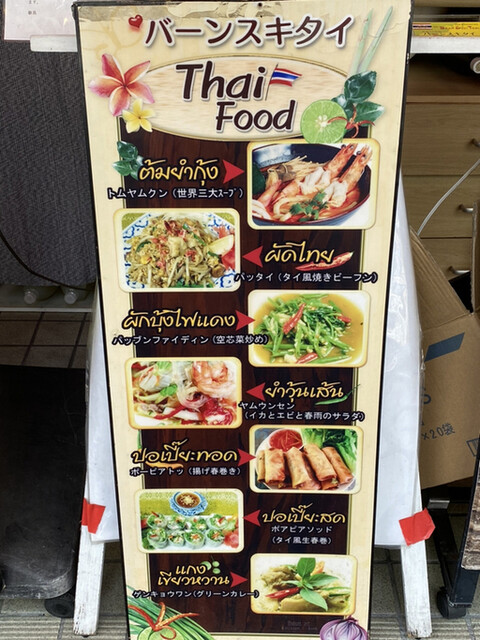 バーンスキタイ
Thai
Food
ต้มยำกุ้ง
トムヤムクン(世界三大ｽｰﾌﾟ)
ผัดไทย
パッタイ(タイ風焼きビーフン)
ผักบุ้งไฟแดง
パップンファイディン(空芯菜炒め)
ยำวุ้นเส้น
ヤムウンセン
(イカとエビと春雨のサラダ)
ปอเปี๊ยะทอด
ポーピアトッ(揚げ春巻き)
ปอเปี๊ยะสด
ポアピアソッド
(タイ風生春巻)
แกง
เขียวหวาน
ゲンキョウワン(グリーンカレー)
×20袋